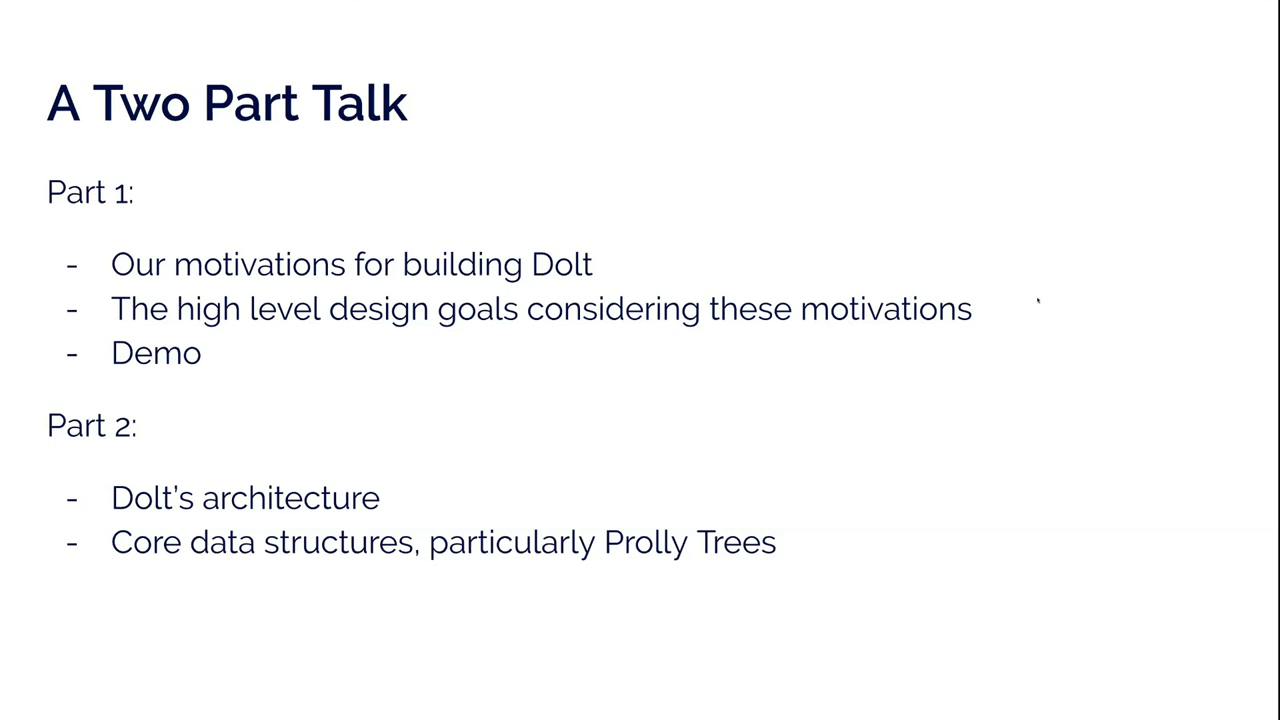 A Two Part Talk
Part 1:
- Our motivations for building Dolt
- The high level design goals considering these motivations
- Demo
Part 2:
- Dolt’s architecture
- Core data structures, particularly Prolly Trees